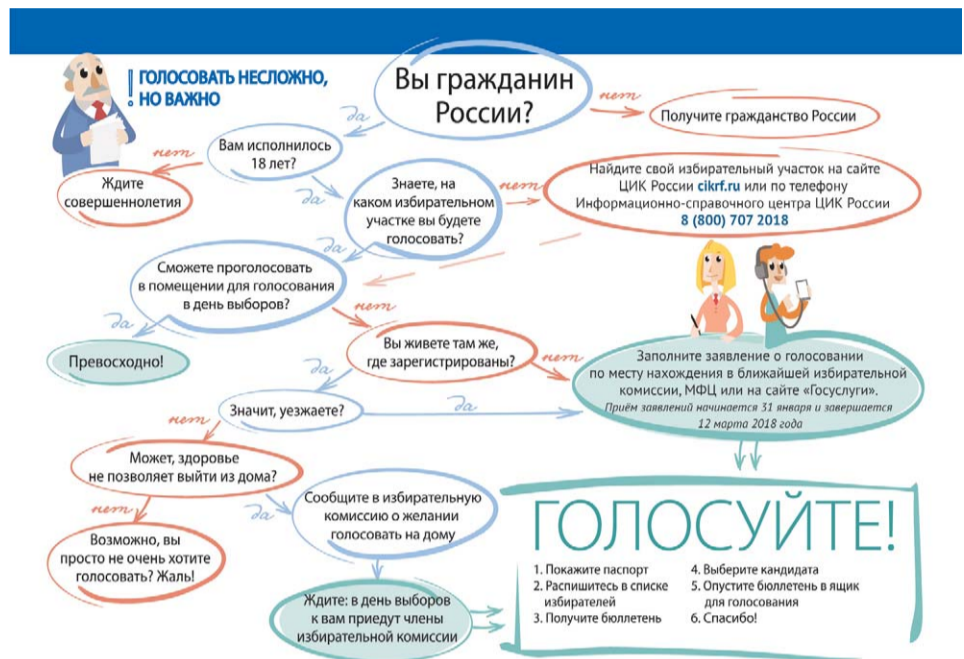 ГОЛОСОВАТЬ НЕСЛОЖНО,
НО ВАЖНО
Вы гражданин
России?
нет
Получите гражданство России
да
Вам исполнилось
18 лет?
нет
Ждите
совершеннолетия
да
Знаете, на
каком избирательном
участке вы будете
голосовать?
нет
Найдите свой избирательный участок на сайте
ЦИК России cikrf.ru или по телефону
Информационно-справочного центра ЦИК России
8 (800) 707 2018
да
Сможете проголосовать
в помещении для голосования
в день выборов?
да
Превосходно!
нет
Вы живете там же,
где зарегистрированы?
нет
Заполните заявление о голосовании
по месту нахождения в ближайшей избирательной
комиссии, МФЦ или на сайте «Госуслуги».
Приём заявлений начинается 31 января и завершается
12 марта 2018 года
да
Значит, уезжаете?
да
нет
Может, здоровье
не позволяет выйти из дома?
нет
Возможно, вы
просто не очень хотите
голосовать? Жаль!
да
Сообщите в избирательную
комиссию о желании
голосовать на дому
Ждите: в день выборов
к вам приедут члены
избирательной комиссии
ГОЛОСУЙТЕ!
1. Покажите паспорт
2. Распишитесь в списке
избирателей
3. Получите бюллетень
4. Выберите кандидата
5. Опустите бюллетень в ящик
для голосования
6. Спасибо!